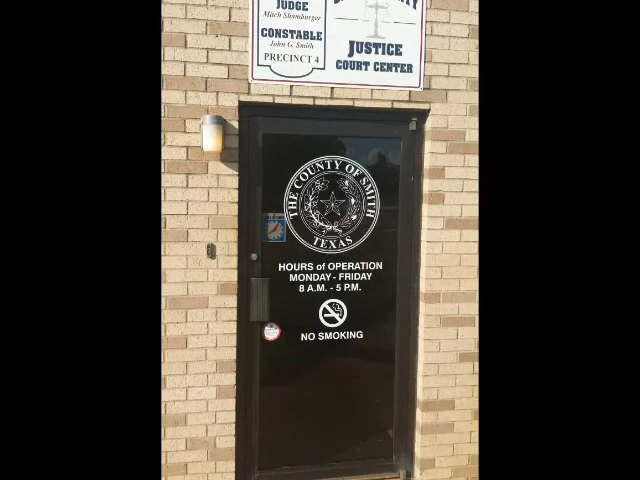 JUDGE
Mitch Shamburger
CONSTABLE
John G. Smith
PRECINCT 4
JUSTICE
COURT CENTER
THE COUNTY OF SMITH
TEXAS
HOURS of OPERATION
MONDAY - FRIDAY
8 A.M. - 5 P.M.
NO SMOKING